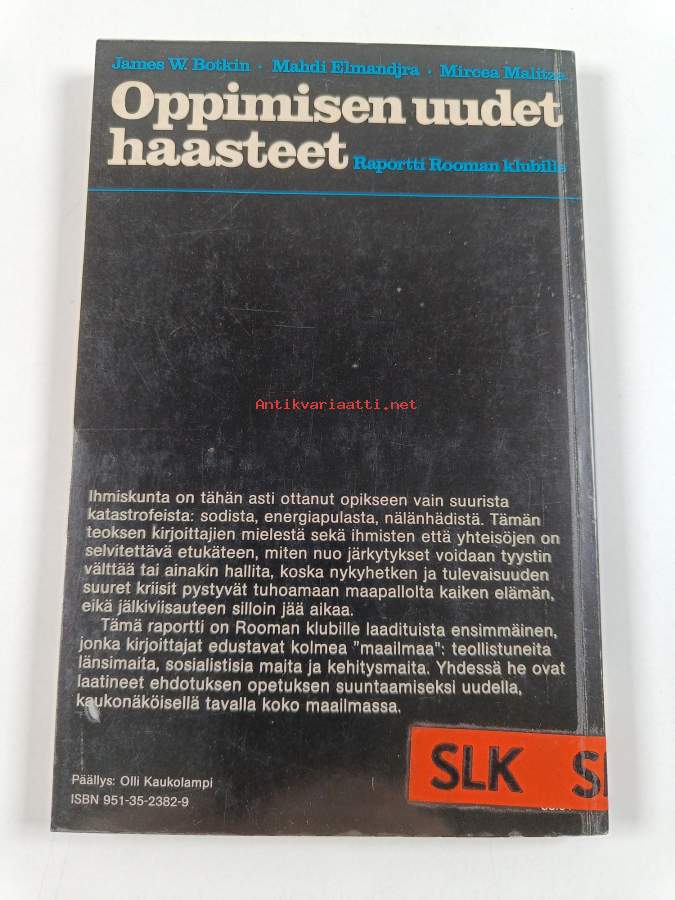 James W. Botkin · Mahdi Elmandjra · Mircea Malitza
Oppimisen uudet
haasteet Raportti Rooman klubille
Antikvariaatti.net
Ihmiskunta on tähän asti ottanut opikseen vain suurista
katastrofeista: sodista, energiapulasta, nälänhädistä. Tämän
teoksen kirjoittajien mielestä sekä ihmisten että yhteisöjen on
selvitettävä etukäteen, miten nuo järkytykset voidaan tyystin
välttää tai ainakin hallita, koska nykyhetken ja tulevaisuuden
suuret kriisit pystyvät tuhoamaan maapallolta kaiken elämän,
eikä jälkiviisauteen silloin jää aikaa.
Tämä raportti on Rooman klubille laadituista ensimmäinen,
jonka kirjoittajat edustavat kolmea "maailmaa": teollistuneita
länsimaita, sosialistisia maita ja kehitysmaita. Yhdessä he ovat
laatineet ehdotuksen opetuksen suuntaamiseksi uudella,
kaukonäköisellä tavalla koko maailmassa.
SLK
Päällys: Olli Kaukolampi
ISBN 951-35-2382-9